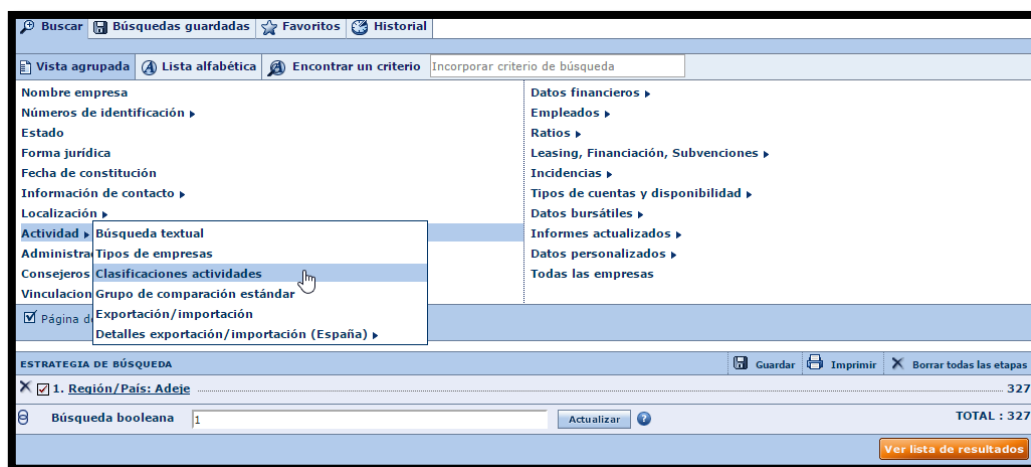 Buscar Búsquedas guardadas Favoritos Historial
Vista agrupada Lista alfabética Encontrar un criterio Incorporar criterio de búsqueda
Nombre empresa
Números de identificación
Estado
Forma jurídica
Fecha de constitución
Información de contacto
Localización
Actividad
Administra
Consejeros
Vinculacion
Página d
Búsqueda textual
Tipos de empresas
Clasificaciones actividades
Grupo de comparación estándar
Exportación/importación
Detalles exportación/importación (España)
Datos financieros
Empleados
Ratios
Leasing, Financiación, Subvenciones
Incidencias
Tipos de cuentas y disponibilidad
Datos bursátiles
Informes actualizados
Datos personalizados
Todas las empresas
ESTRATEGIA DE BÚSQUEDA Guardar Imprimir Borrar todas las etapas
1. Región/País: Adeje 327
Búsqueda booleana 1 Actualizar ? TOTAL : 327
Ver lista de resultados